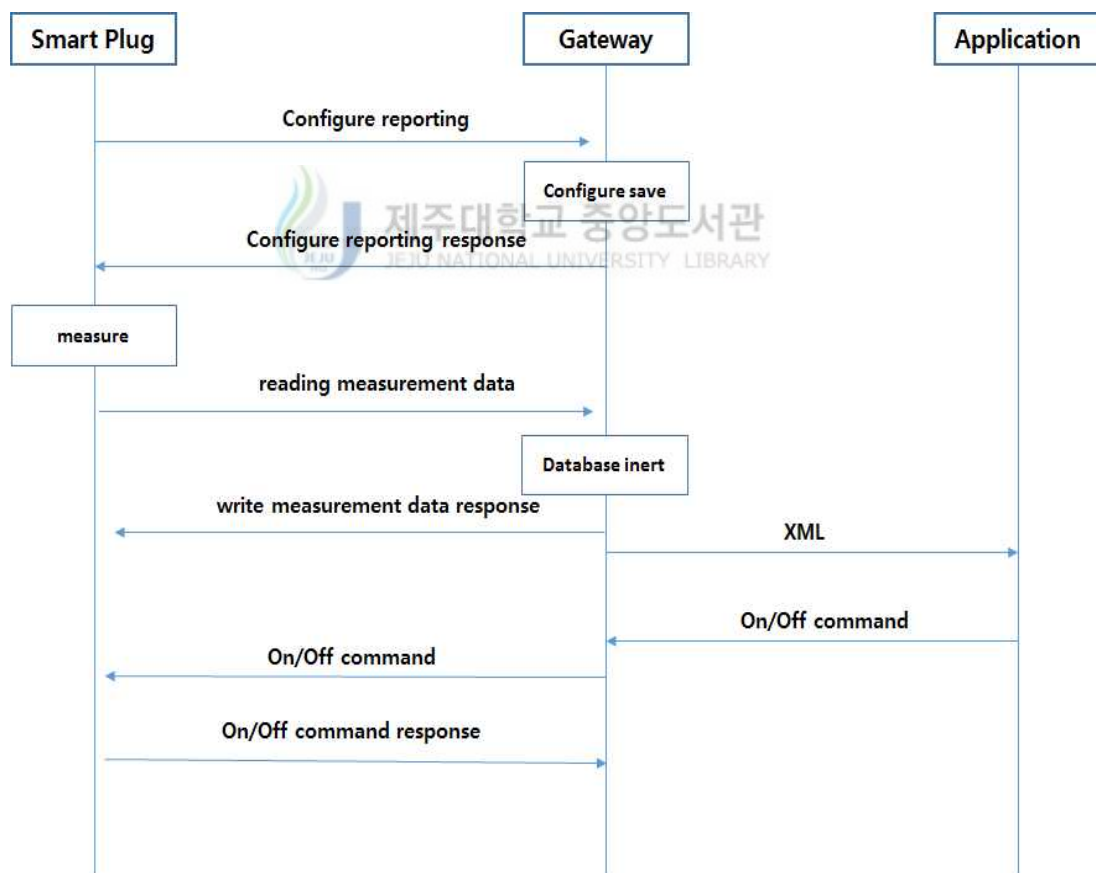 Smart Plug
Gateway
Application
Configure reporting
Configure save
제주대학교 중앙도서관
Configure reporting response
JEJU NATIONAL UNIVERSITY LIBRARY
JEJU
measure
reading measurement data
Database inert
write measurement data response
XML
On/Off command
On/Off command
On/Off command response